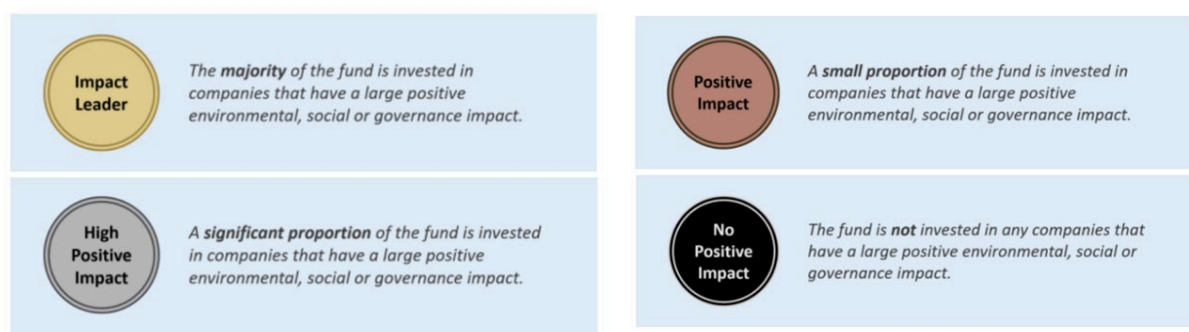 Impact
Leader
The majority of the fund is invested in
companies that have a large positive
environmental, social or governance impact.
Positive
Impact
A small proportion of the fund is invested in
companies that have a large positive
environmental, social or governance impact.
High
Positive
Impact
A significant proportion of the fund is invested
in companies that have a large positive
environmental, social or governance impact.
No
Positive
Impact
The fund is not invested in any companies that
have a large positive environmental, social or
governance impact.